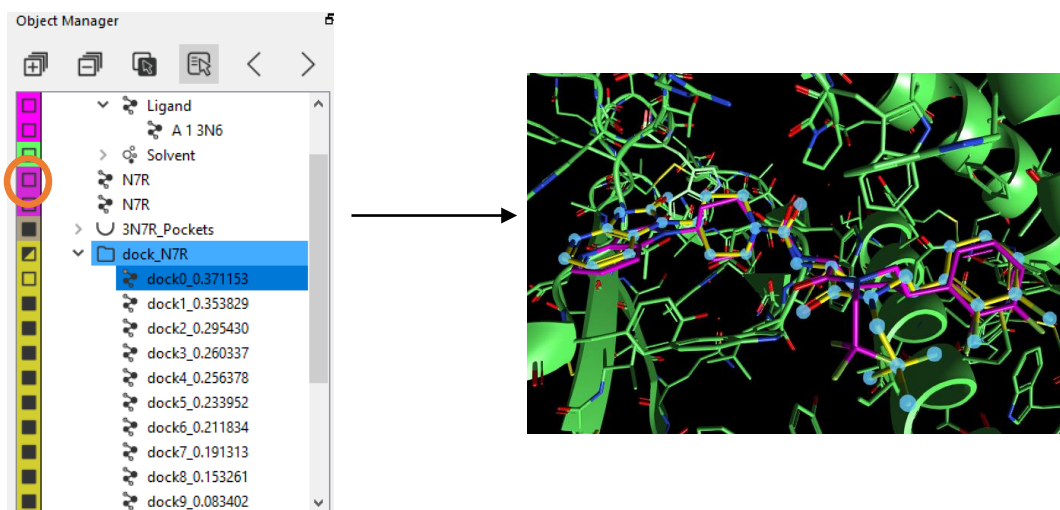 Object Manager
Ligand
A 1 3N6
Solvent
N7R
N7R
3N7R_Pockets
dock_N7R
dock0_0.371153
dock1_0.353829
dock2_0.295430
dock3_0.260337
dock4_0.256378
dock5_0.233952
dock6_0.211834
dock7_0.191313
dock8_0.153261
dock9_0.083402